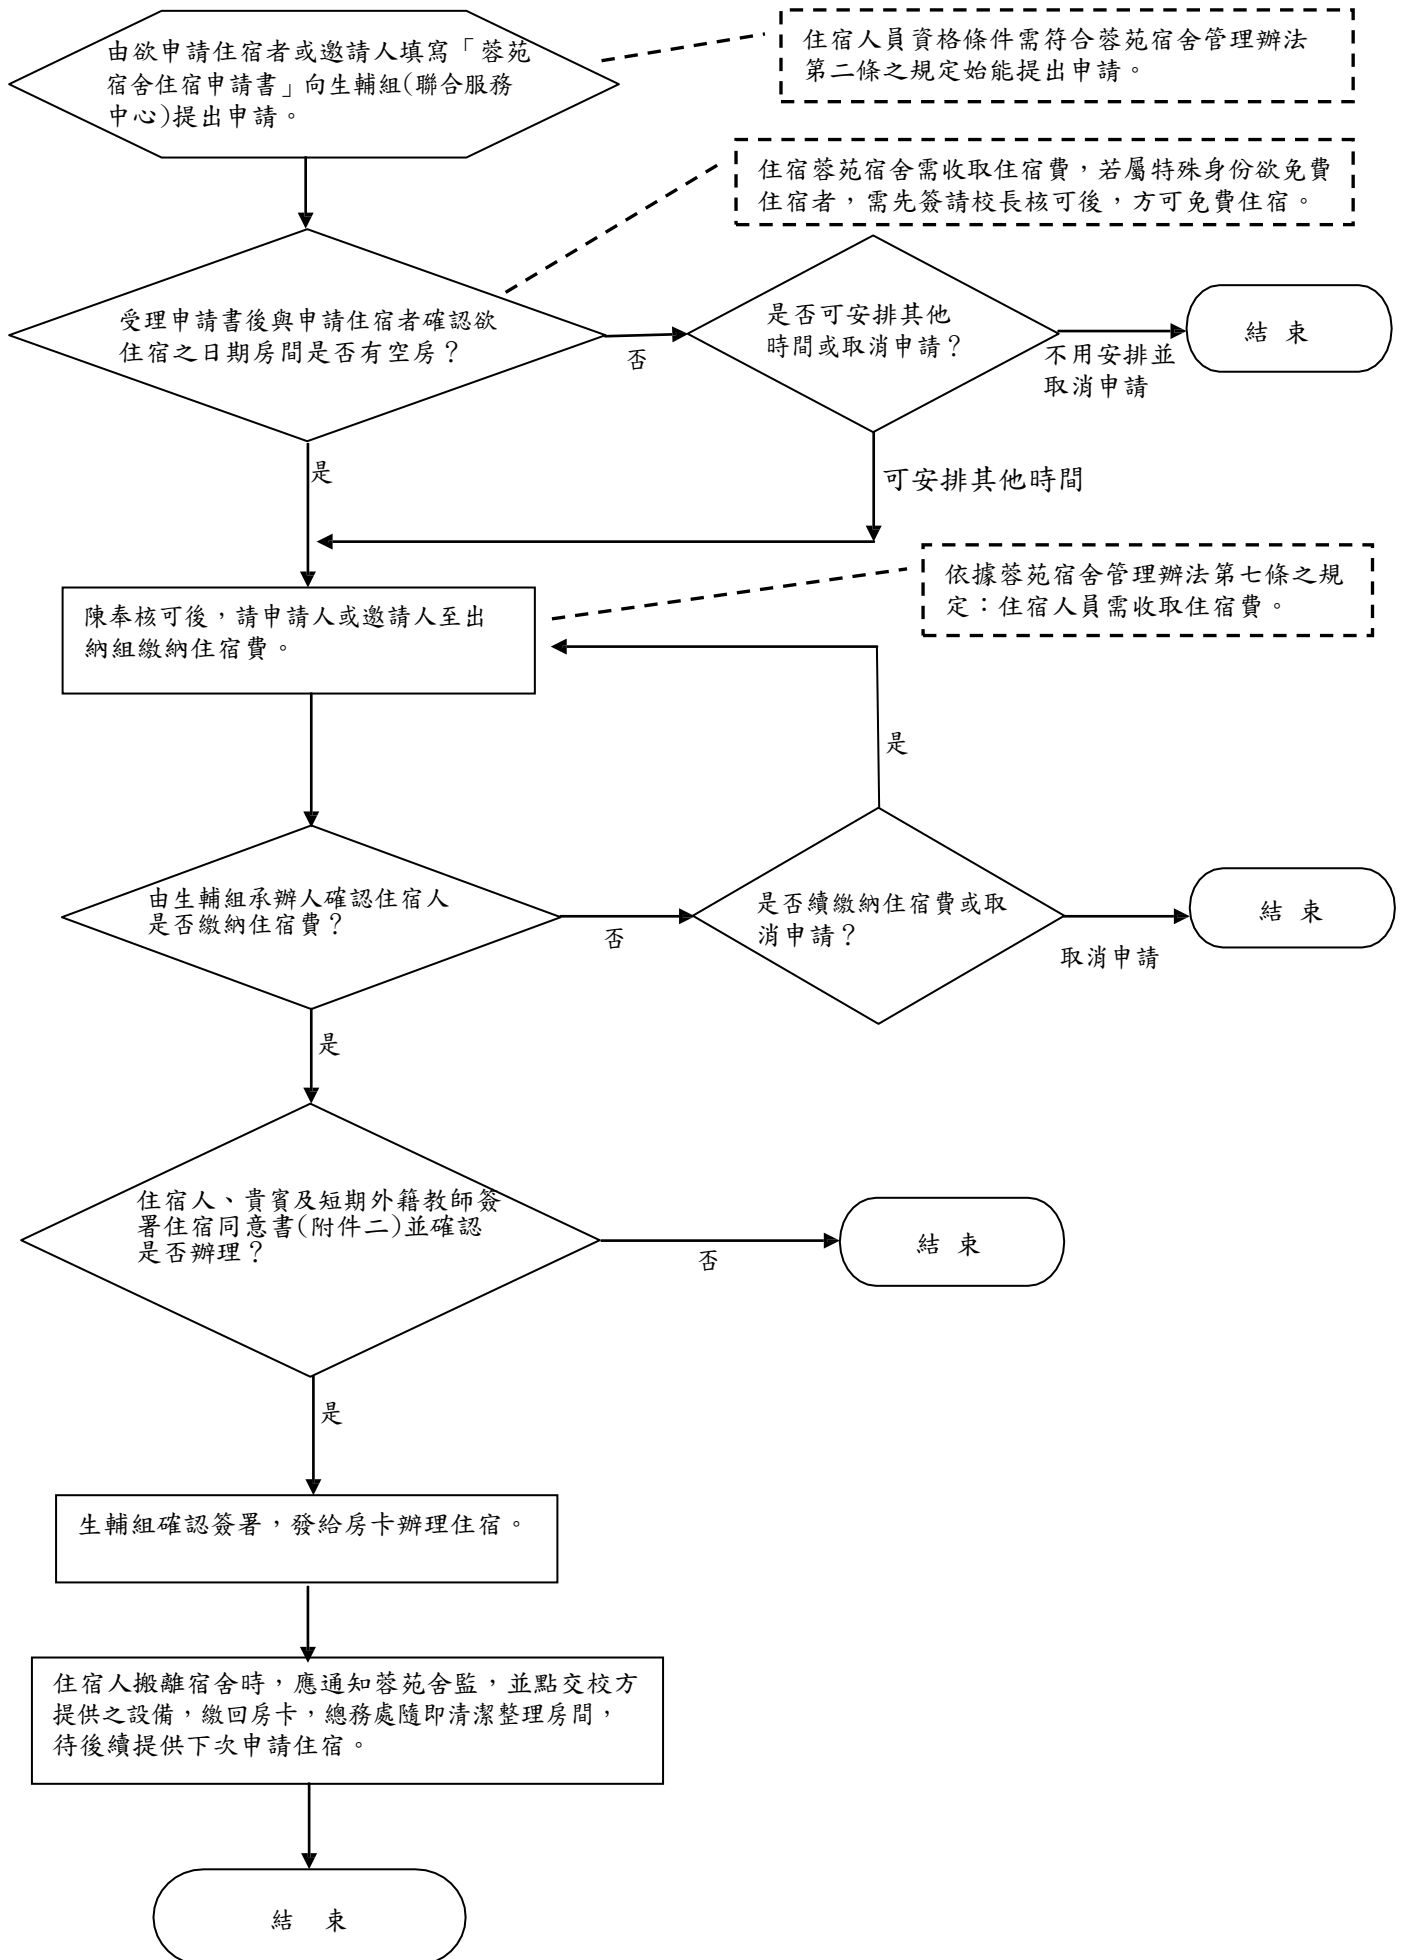 由欲申請住宿者或邀請人填寫「蓉苑
宿舍住宿申請書」向生輔組(聯合服務
中心)提出申請。
住宿人員資格條件需符合蓉苑宿舍管理辦法
第二條之規定始能提出申請。
住宿蓉苑宿舍需收取住宿費，若屬特殊身份欲免費
住宿者，需先簽請校長核可後，方可免費住宿。
受理申請書後與申請住宿者確認欲
住宿之日期房間是否有空房？
否
是否可安排其他
時間或取消申請？
不用安排並
取消申請
結 束
是
可安排其他時間
依據蓉苑宿舍管理辦法第七條之規
定：住宿人員需收取住宿費。
陳奉核可後，請申請人或邀請人至出
納組繳納住宿費。
是
由生輔組承辦人確認住宿人
是否繳納住宿費？
否
是否續繳納住宿費或取
消申請？
取消申請
結 束
是
住宿人、貴賓及短期外籍教師簽
署住宿同意書(附件二)並確認
是否辦理？
否
結 束
是
生輔組確認簽署，發給房卡辦理住宿。
住宿人搬離宿舍時，應通知蓉苑舍監，並點交校方
提供之設備，繳回房卡，總務處隨即清潔整理房間，
待後續提供下次申請住宿。
結 束